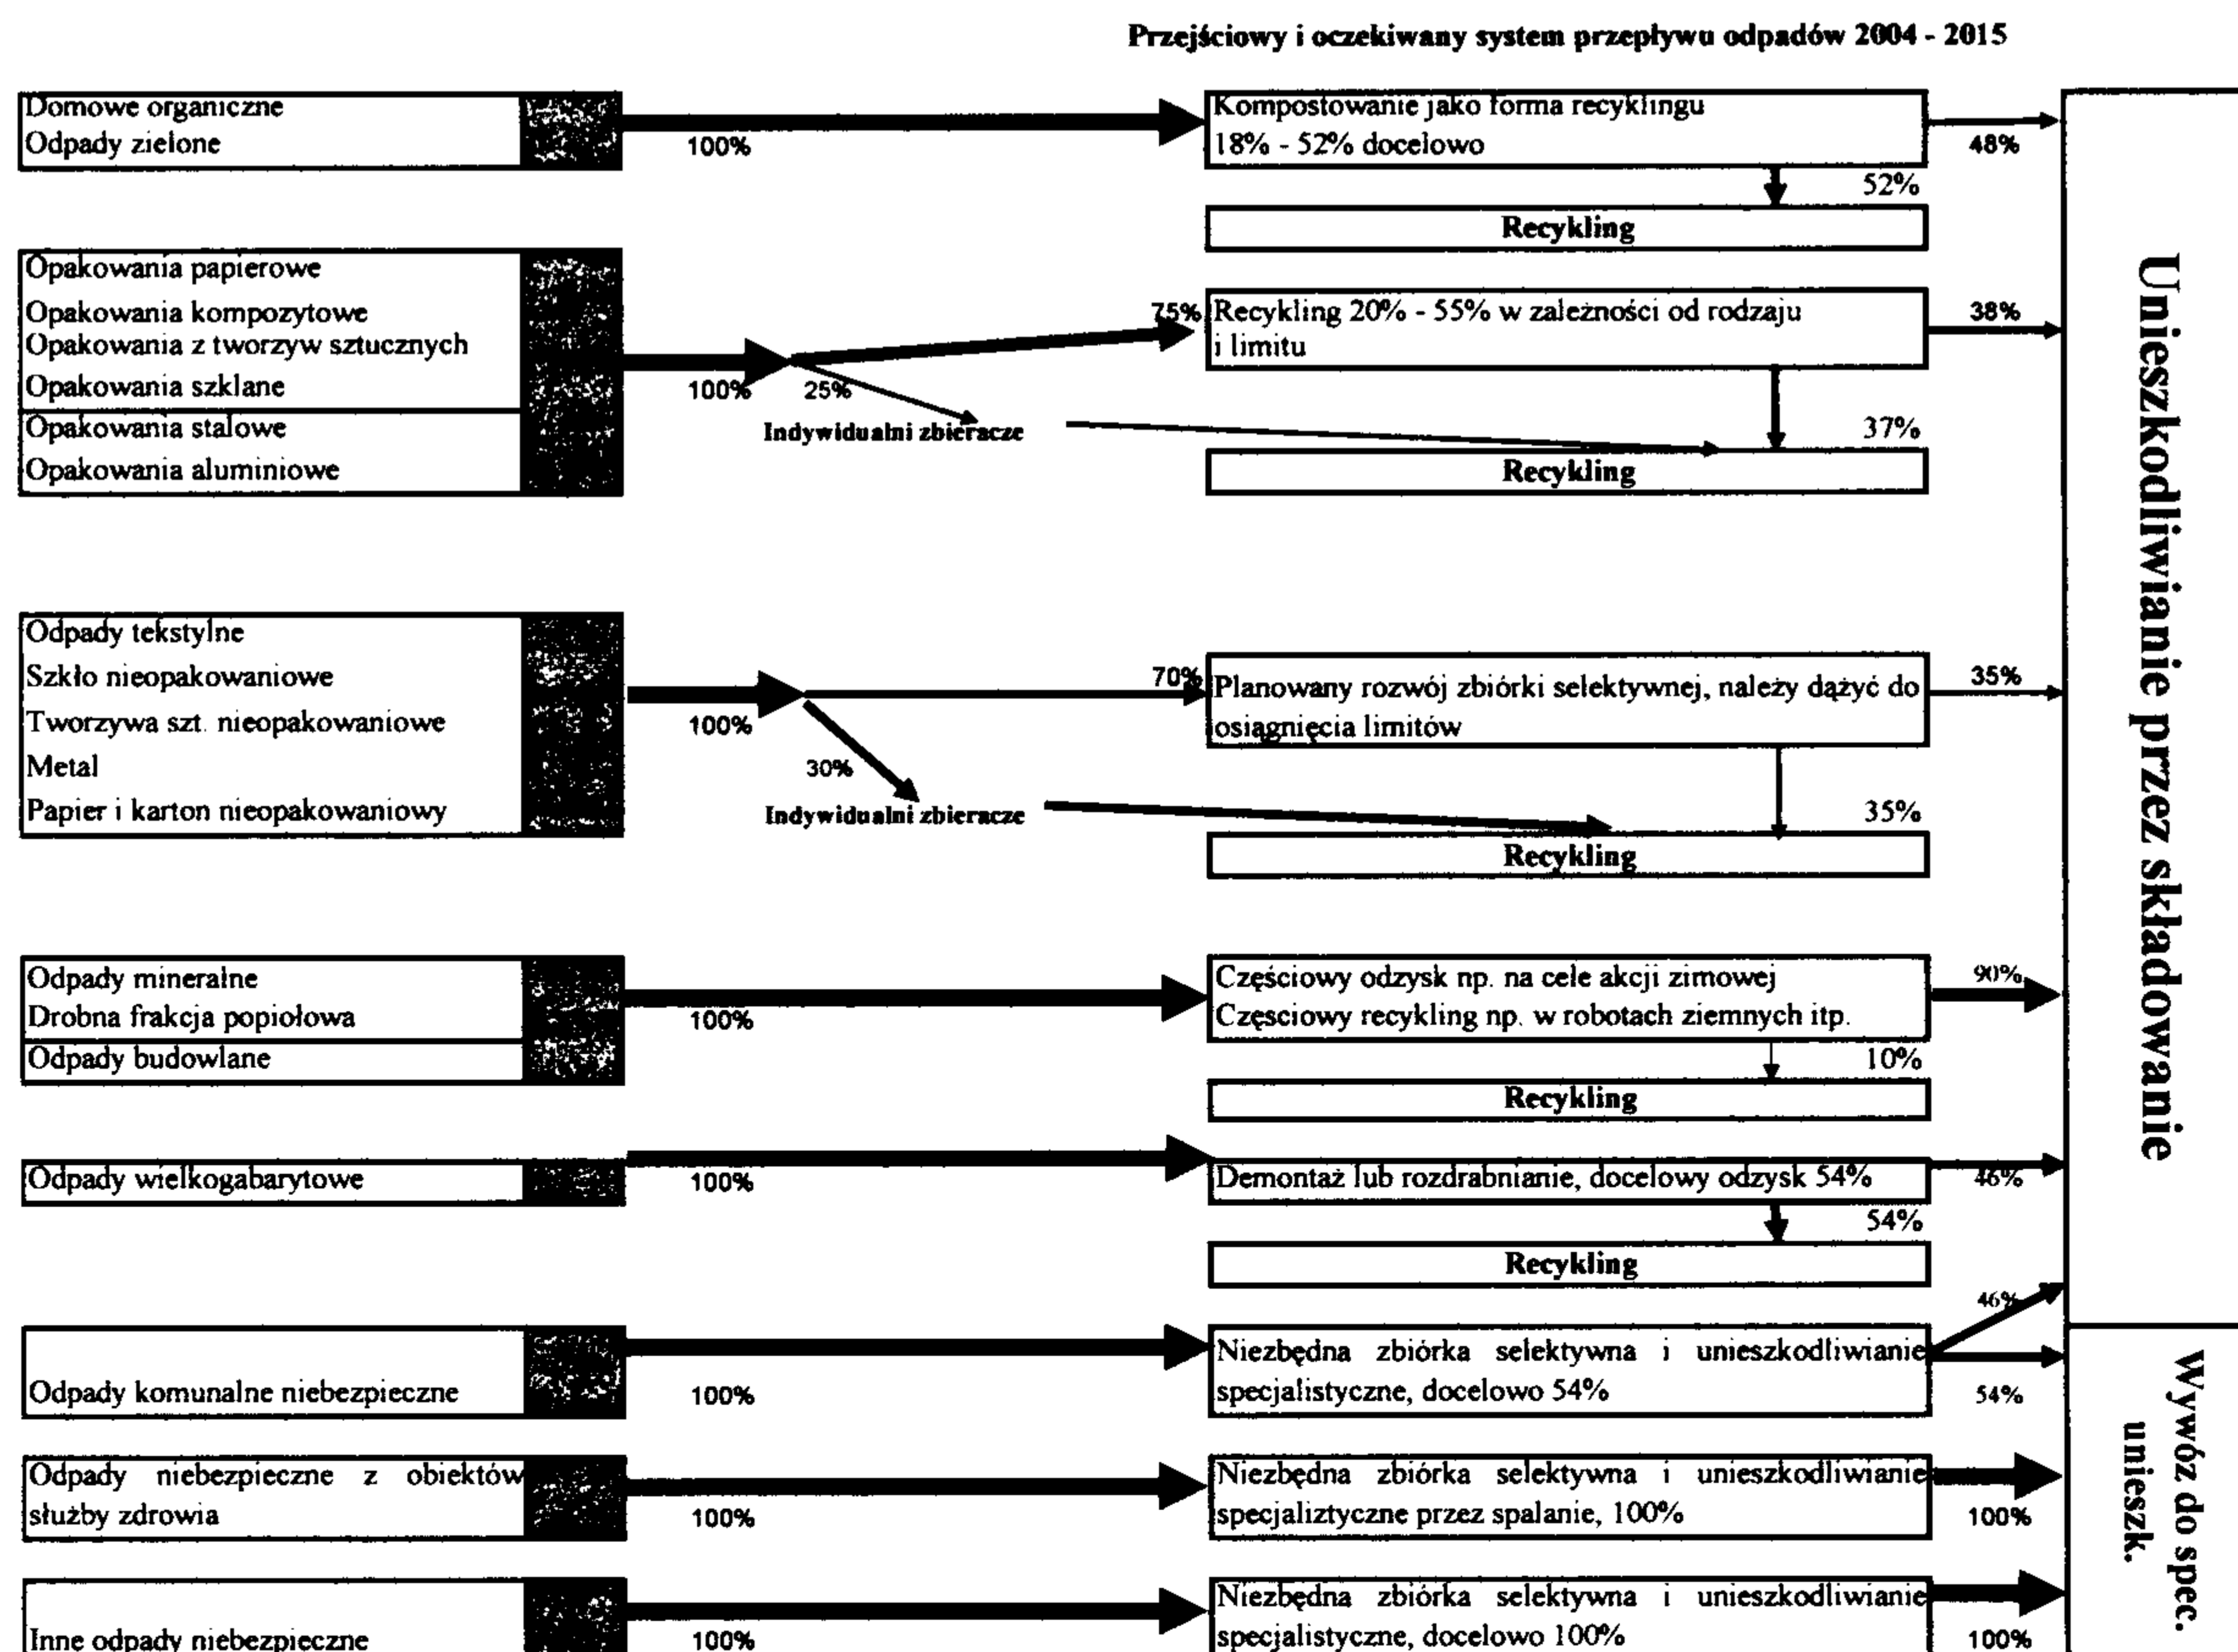 Przejściowy i oczekiwany system przepływu odpadów 2004 - 2015
Domowe organiczne
Odpady zielone
100%
Kompostowanie jako forma recyklingu
18% - 52% docelowo
48%
52%
Recykling
Opakowania papierowe
Opakowania kompozytowe
Opakowania z tworzyw sztucznych
Opakowania szklane
Opakowania stalowe
Opakowania aluminiowe
100%
25%
75%
Indywidualni zbieracze
Recykling 20% - 55% w zależności od rodzaju
i limitu
38%
37%
Recykling
Odpady tekstylne
Szkło nieopakowaniowe
Tworzywa szt. nieopakowaniowe
Metal
Papier i karton nieopakowaniowy
100%
30%
70%
Indywidualni zbieracze
Planowany rozwój zbiórki selektywnej, należy dążyć do
osiągnięcia limitów
35%
35%
Recykling
Odpady mineralne
Drobna frakcja popiołowa
Odpady budowlane
100%
Częściowy odzysk np. na cele akcji zimowej
Częsciowy recykling np. w robotach ziemnych itp.
90%
10%
Recykling
Odpady wielkogabarytowe
100%
Demontaż lub rozdrabnianie, docelowy odzysk 54%
46%
54%
Recykling
Odpady komunalne niebezpieczne
100%
Niezbędna zbiórka selektywna i unieszkodliwianie
specjalistyczne, docelowo 54%
46%
54%
Odpady niebezpieczne z obiektów
służby zdrowia
100%
Niezbędna zbiórka selektywna i unieszkodliwianie
specjaliztyczne przez spalanie, 100%
100%
Inne odpady niebezpieczne
100%
Niezbędna zbiórka selektywna i unieszkodliwianie
specjalistyczne, docelowo 100%
100%
Unieszkodliwianie przez składowanie
Wywóz do spec.
unieszk.